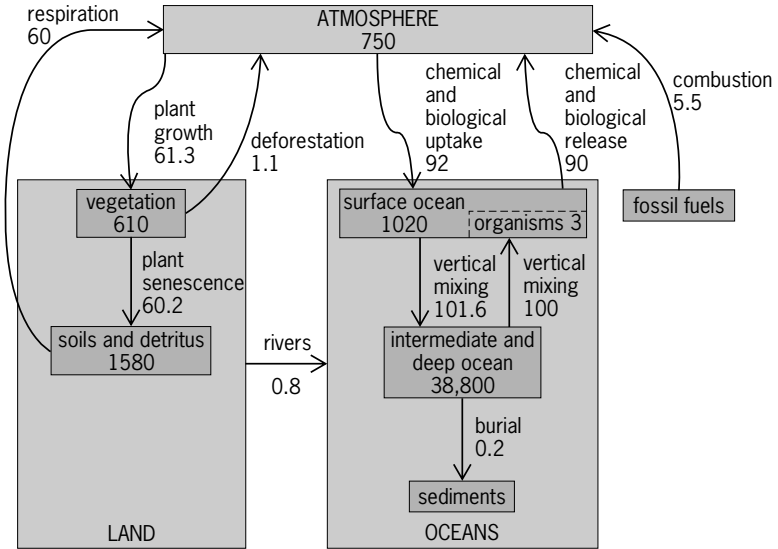 respiration
60
ATMOSPHERE
750
plant
growth
61.3
deforestation
1.1
chemical
and
biological
uptake
92
chemical
and
biological
release
90
combustion
5.5
vegetation
610
surface ocean
1020
organisms 3
fossil fuels
plant
senescence
60.2
vertical
mixing
101.6
vertical
mixing
100
soils and detritus
1580
rivers
0.8
intermediate and
deep ocean
38,800
burial
0.2
sediments
LAND
OCEANS